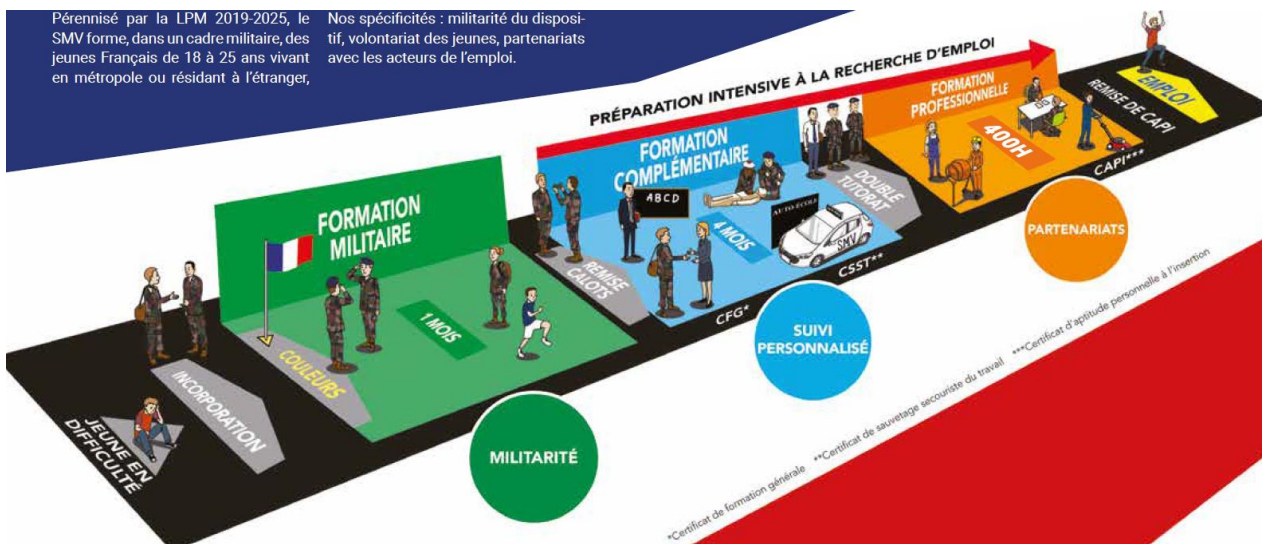 Pérennisé par la LPM 2019-2025, le
SMV forme, dans un cadre militaire, des
jeunes Français de 18 à 25 ans vivant
en métropole ou résidant à l'étranger,
Nos spécificités : militarité du disposi-
tif, volontariat des jeunes, partenariats
avec les acteurs de l'emploi.
PRÉPARATION INTENSIVE À LA RECHERCHE D'EMPLOI
JEUNE EN
DIFFICULTÉ
INCORPORATION
COULEURS
FORMATION
MILITAIRE
1 MOIS
REMISE
CALOTS
FORMATION
COMPLÉMENTAIRE
ABCD
4 MOIS
AUTO-ÉCOLE
SMV
CFG*
CSST**
DOUBLE
TUTORAT
FORMATION
PROFESSIONNELLE
400H
CAPI***
REMISE DE CAPI
EMPLOI
MILITARITÉ
SUIVI
PERSONNALISÉ
PARTENARIATS
*Certificat de formation générale **Certificat de sauvetage secouriste du travail ***Certificat d'aptitude personnelle à l'insertion